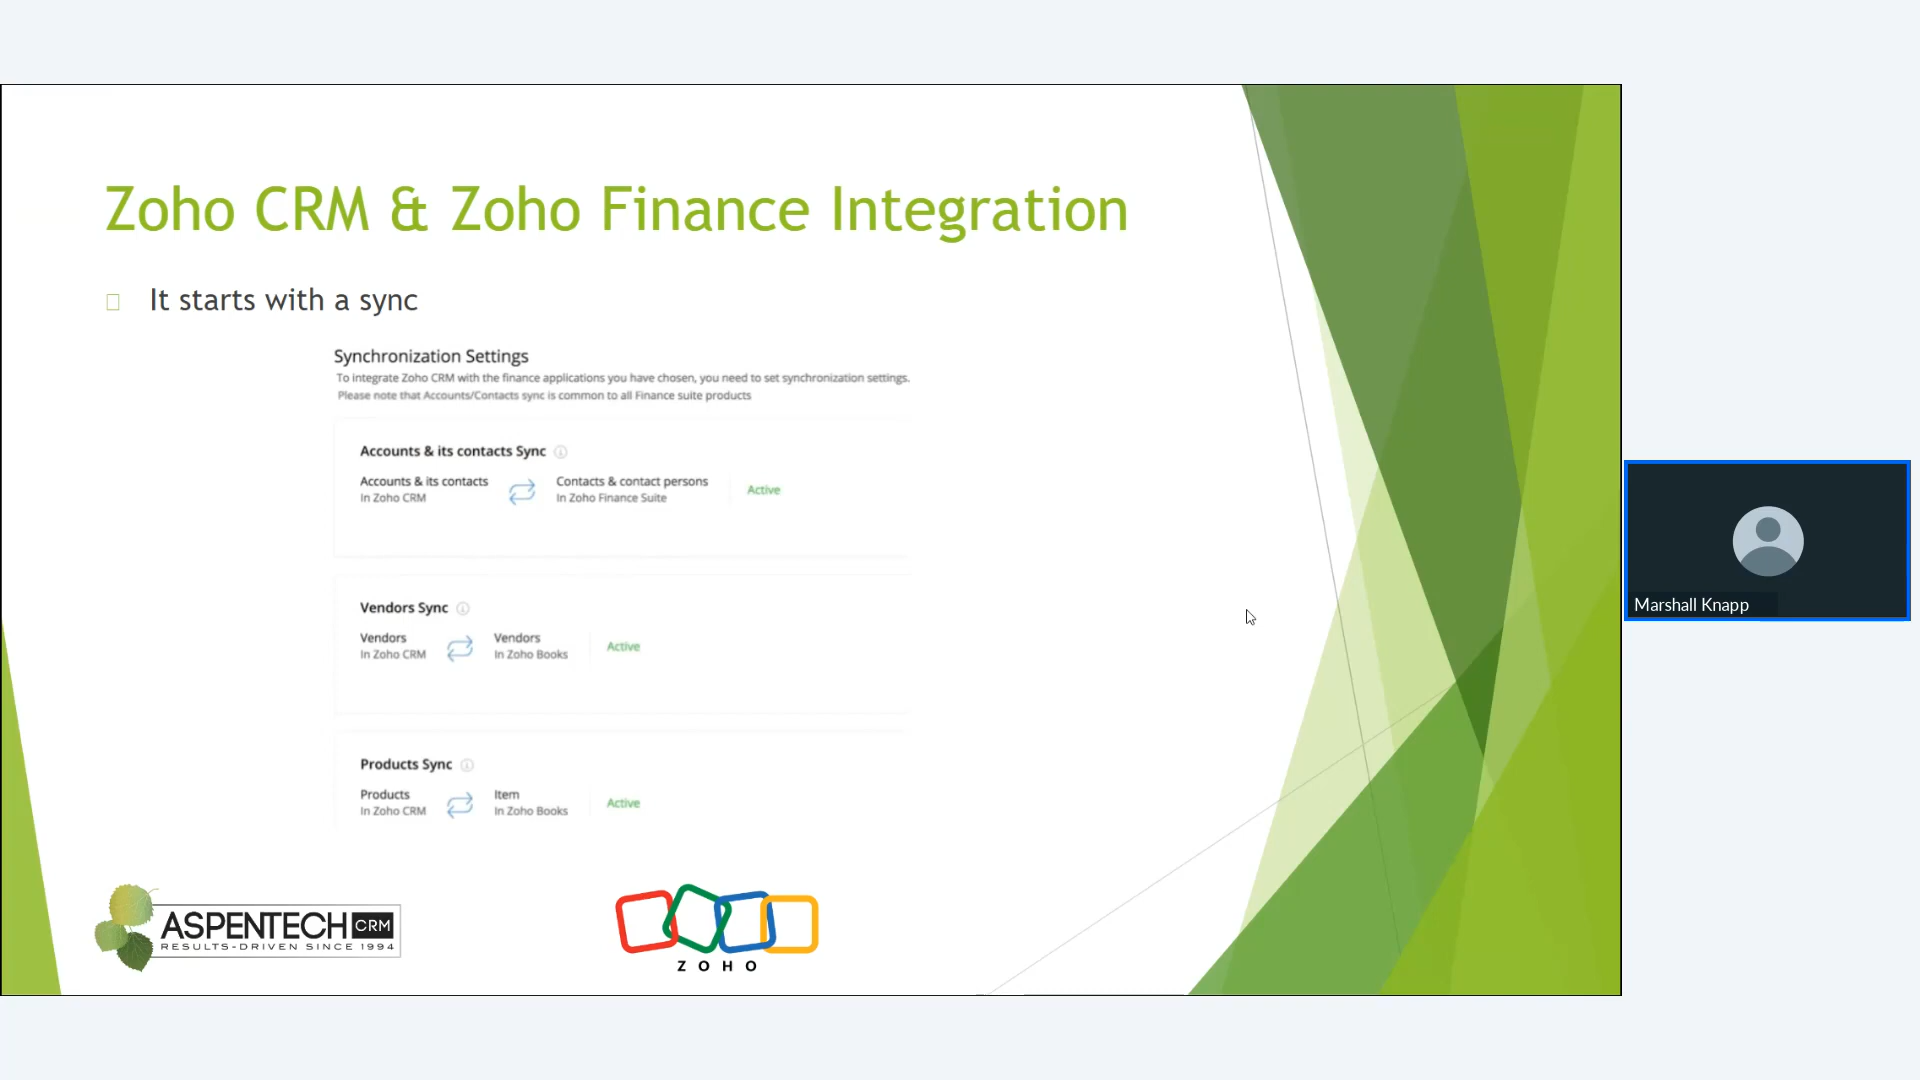 Zoho CRM & Zoho Finance Integration
It starts with a sync
Synchronization Settings
To integrate Zoho CRM with the finance applications you have chosen, you need to set synchronization settings.
Please note that Accounts/Contacts sync is common to all Finance suite products
Accounts & its contacts Sync
Accounts & its contacts
In Zoho CRM
Contacts & contact persons
In Zoho Finance Suite
Active
Vendors Sync
Vendors
In Zoho CRM
Vendors
In Zoho Books
Active
Products Sync
Products
In Zoho CRM
Item
In Zoho Books
Active
ASPENTECH CRM
RESULTS-DRIVEN SINCE 1994
ZOHO
Marshall Knapp